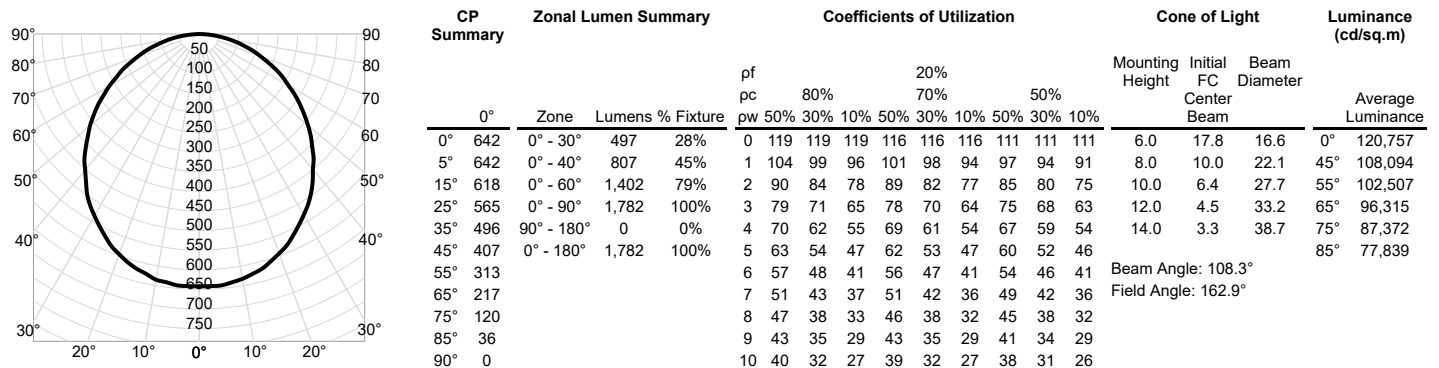 CP Summary
Zonal Lumen Summary
Coefficients of Utilization
Cone of Light
Luminance (cd/sq.m)
90° 90
80° 80
70° 70
60° 60°
50° 50°
40° 40°
30° 30°
20° 10° 0° 10° 20°
50
100
150
200
250
300
350
400
450
500
550
600
650
700
750
0°
0° 642
5° 642
15° 618
25° 565
35° 496
45° 407
55° 313
65° 217
75° 120
85° 36
90° 0
Zone Lumens % Fixture
0° - 30° 497 28%
0° - 40° 807 45%
0° - 60° 1,402 79%
0° - 90° 1,782 100%
90° - 180° 0 0%
0° - 180° 1,782 100%
ρf 20%
ρc 80% 70% 50%
ρw 50% 30% 10% 50% 30% 10% 50% 30% 10%
0 119 119 119 116 116 116 111 111 111
1 104 99 96 101 98 94 97 94 91
2 90 84 78 89 82 77 85 80 75
3 79 71 65 78 70 64 75 68 63
4 70 62 55 69 61 54 67 59 54
5 63 54 47 62 53 47 60 52 46
6 57 48 41 56 47 41 54 46 41
7 51 43 37 51 42 36 49 42 36
8 47 38 33 46 38 32 45 38 32
9 43 35 29 43 35 29 41 34 29
10 40 32 27 39 32 27 38 31 26
Mounting Height
Initial FC Center Beam
Beam Diameter
6.0 17.8 16.6
8.0 10.0 22.1
10.0 6.4 27.7
12.0 4.5 33.2
14.0 3.3 38.7
Beam Angle: 108.3°
Field Angle: 162.9°
Average Luminance
0° 120,757
45° 108,094
55° 102,507
65° 96,315
75° 87,372
85° 77,839